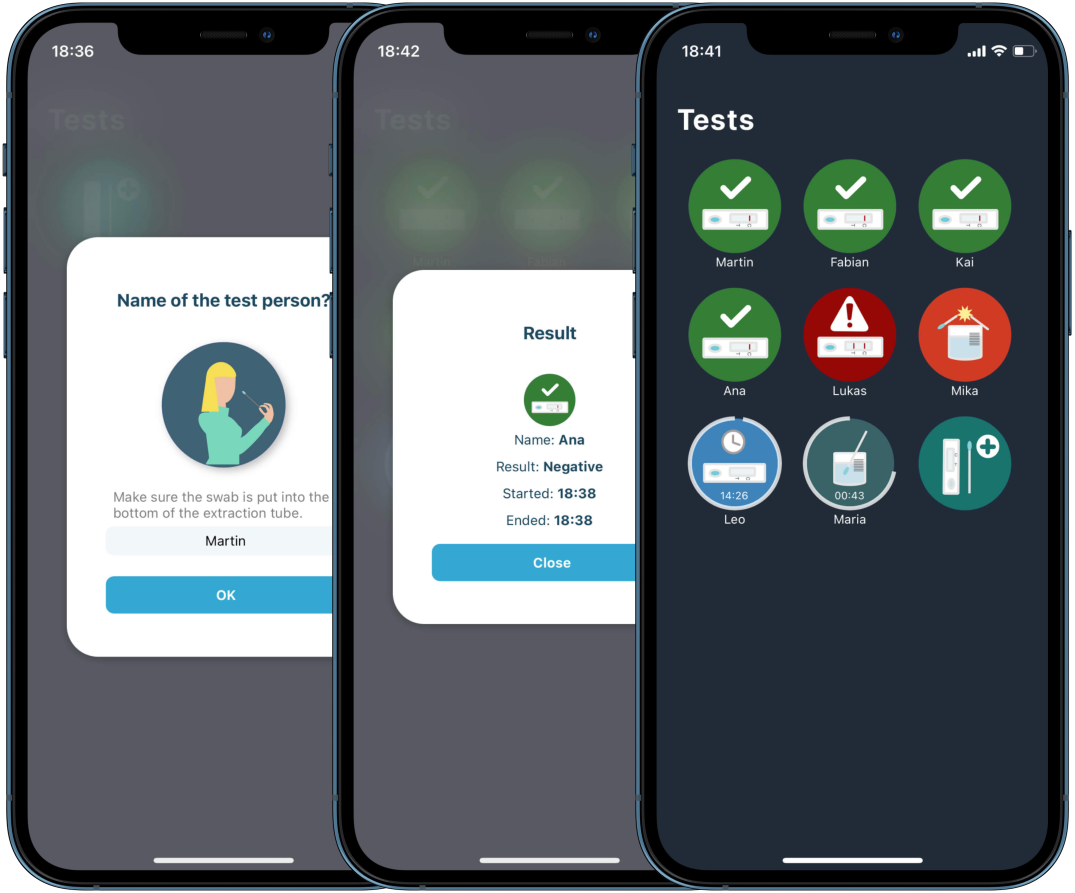 18:36
Tests
Name of the test person?
Make sure the swab is put into the
bottom of the extraction tube.
Martin
OK
18:42
Tests
Martin
Fabian
Result
Name: Ana
Result: Negative
Started: 18:38
Ended: 18:38
Close
18:41
Tests
Martin
Fabian
Kai
Ana
Lukas
Mika
14:26
Leo
00:43
Maria